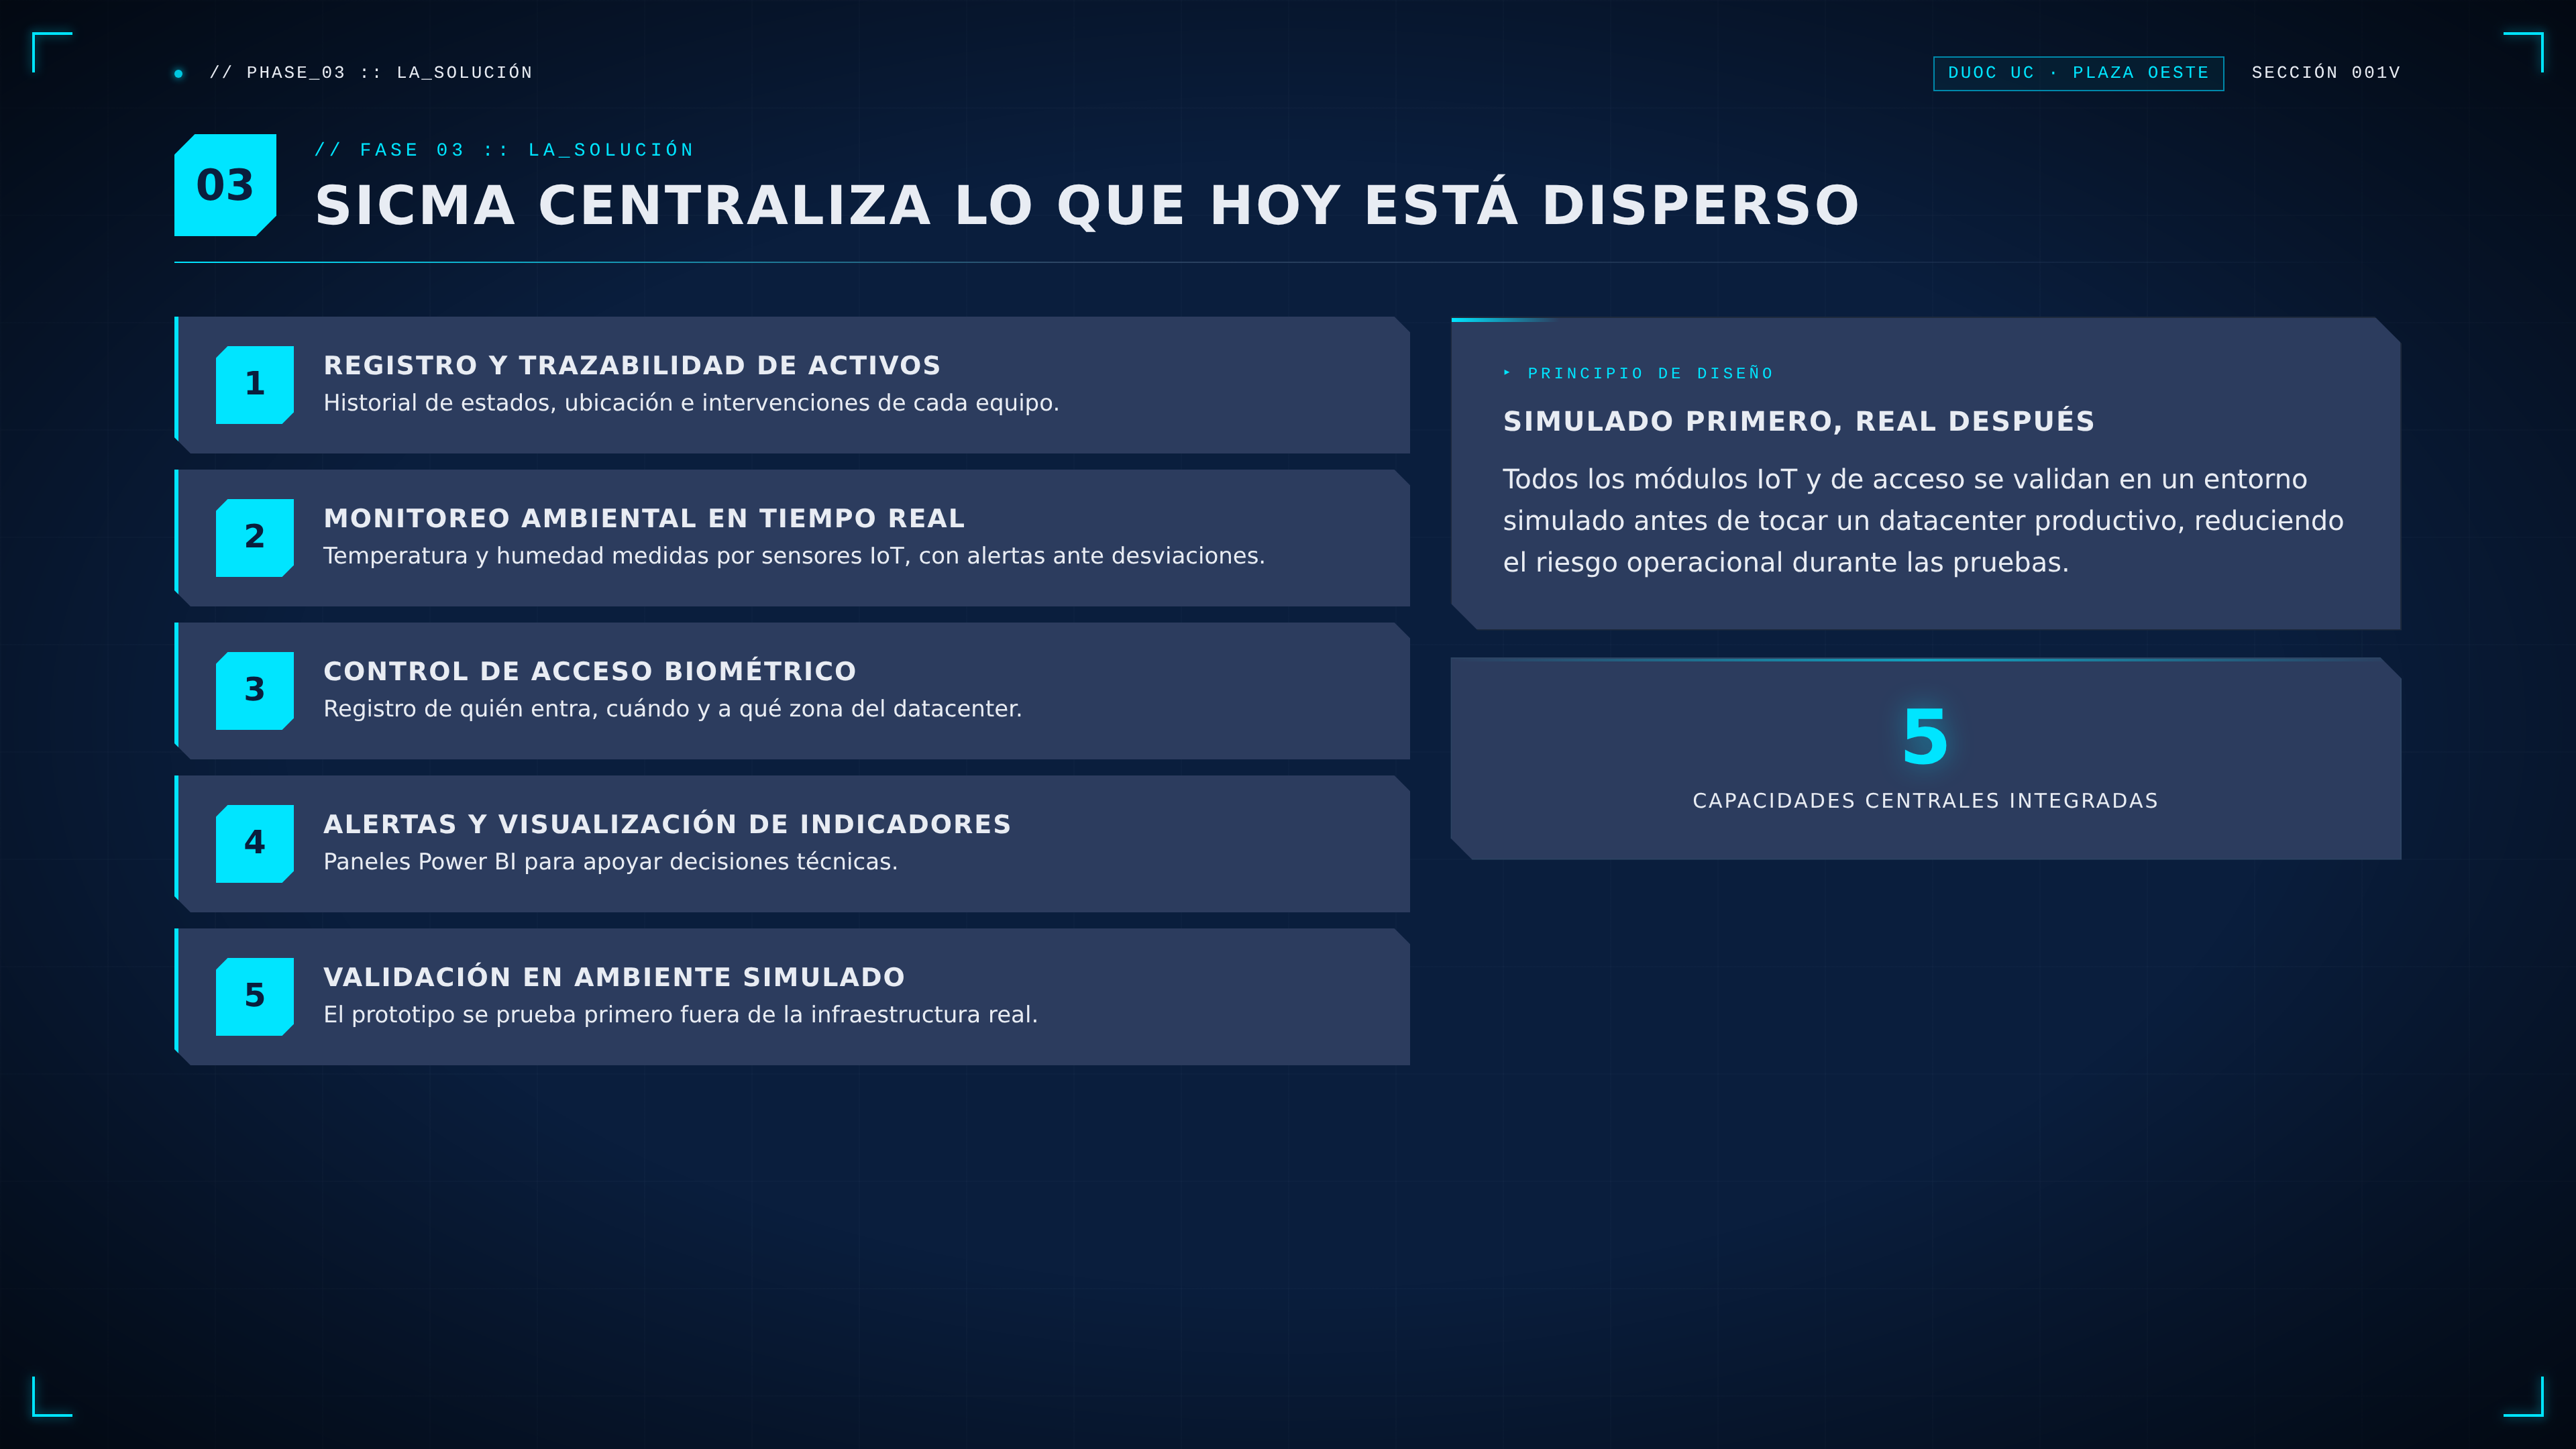 // PHASE_03 :: LA_SOLUCIÓN
DUOC UC · PLAZA OESTE
SECCIÓN 001V
03
// FASE 03 :: LA_SOLUCIÓN
SICMA CENTRALIZA LO QUE HOY ESTÁ DISPERSO
1
REGISTRO Y TRAZABILIDAD DE ACTIVOS
Historial de estados, ubicación e intervenciones de cada equipo.
2
MONITOREO AMBIENTAL EN TIEMPO REAL
Temperatura y humedad medidas por sensores IoT, con alertas ante desviaciones.
3
CONTROL DE ACCESO BIOMÉTRICO
Registro de quién entra, cuándo y a qué zona del datacenter.
4
ALERTAS Y VISUALIZACIÓN DE INDICADORES
Paneles Power BI para apoyar decisiones técnicas.
5
VALIDACIÓN EN AMBIENTE SIMULADO
El prototipo se prueba primero fuera de la infraestructura real.
‣ PRINCIPIO DE DISEÑO
SIMULADO PRIMERO, REAL DESPUÉS
Todos los módulos IoT y de acceso se validan en un entorno
simulado antes de tocar un datacenter productivo, reduciendo
el riesgo operacional durante las pruebas.
5
CAPACIDADES CENTRALES INTEGRADAS